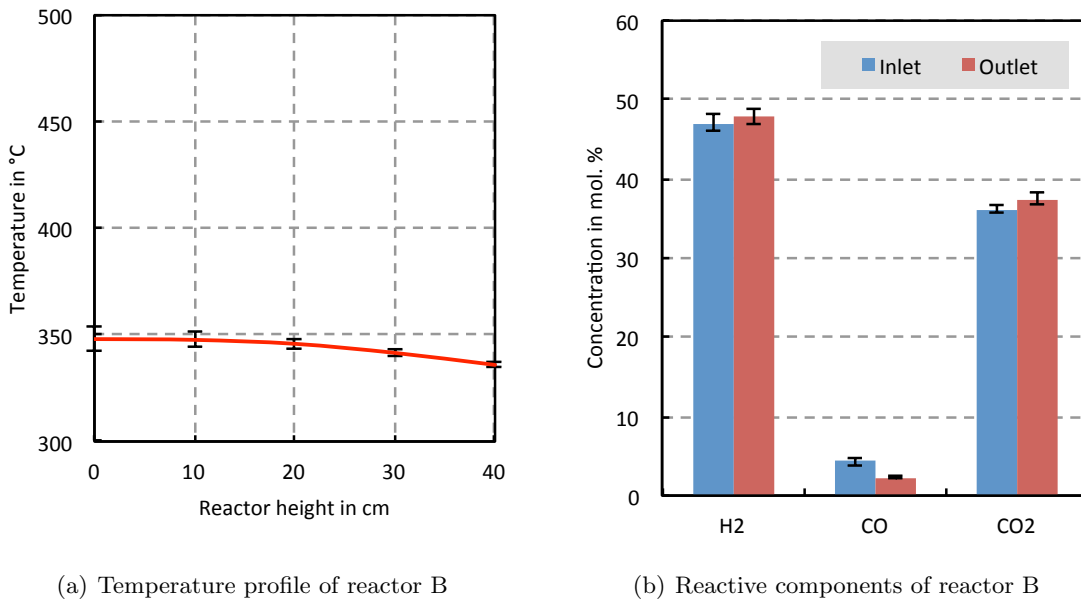 500
450
400
350
300
Temperature in °C
0 10 20 30 40
Reactor height in cm
(a) Temperature profile of reactor B
60
50
40
30
20
10
0
Concentration in mol. %
Inlet Outlet
H2 CO CO2
(b) Reactive components of reactor B